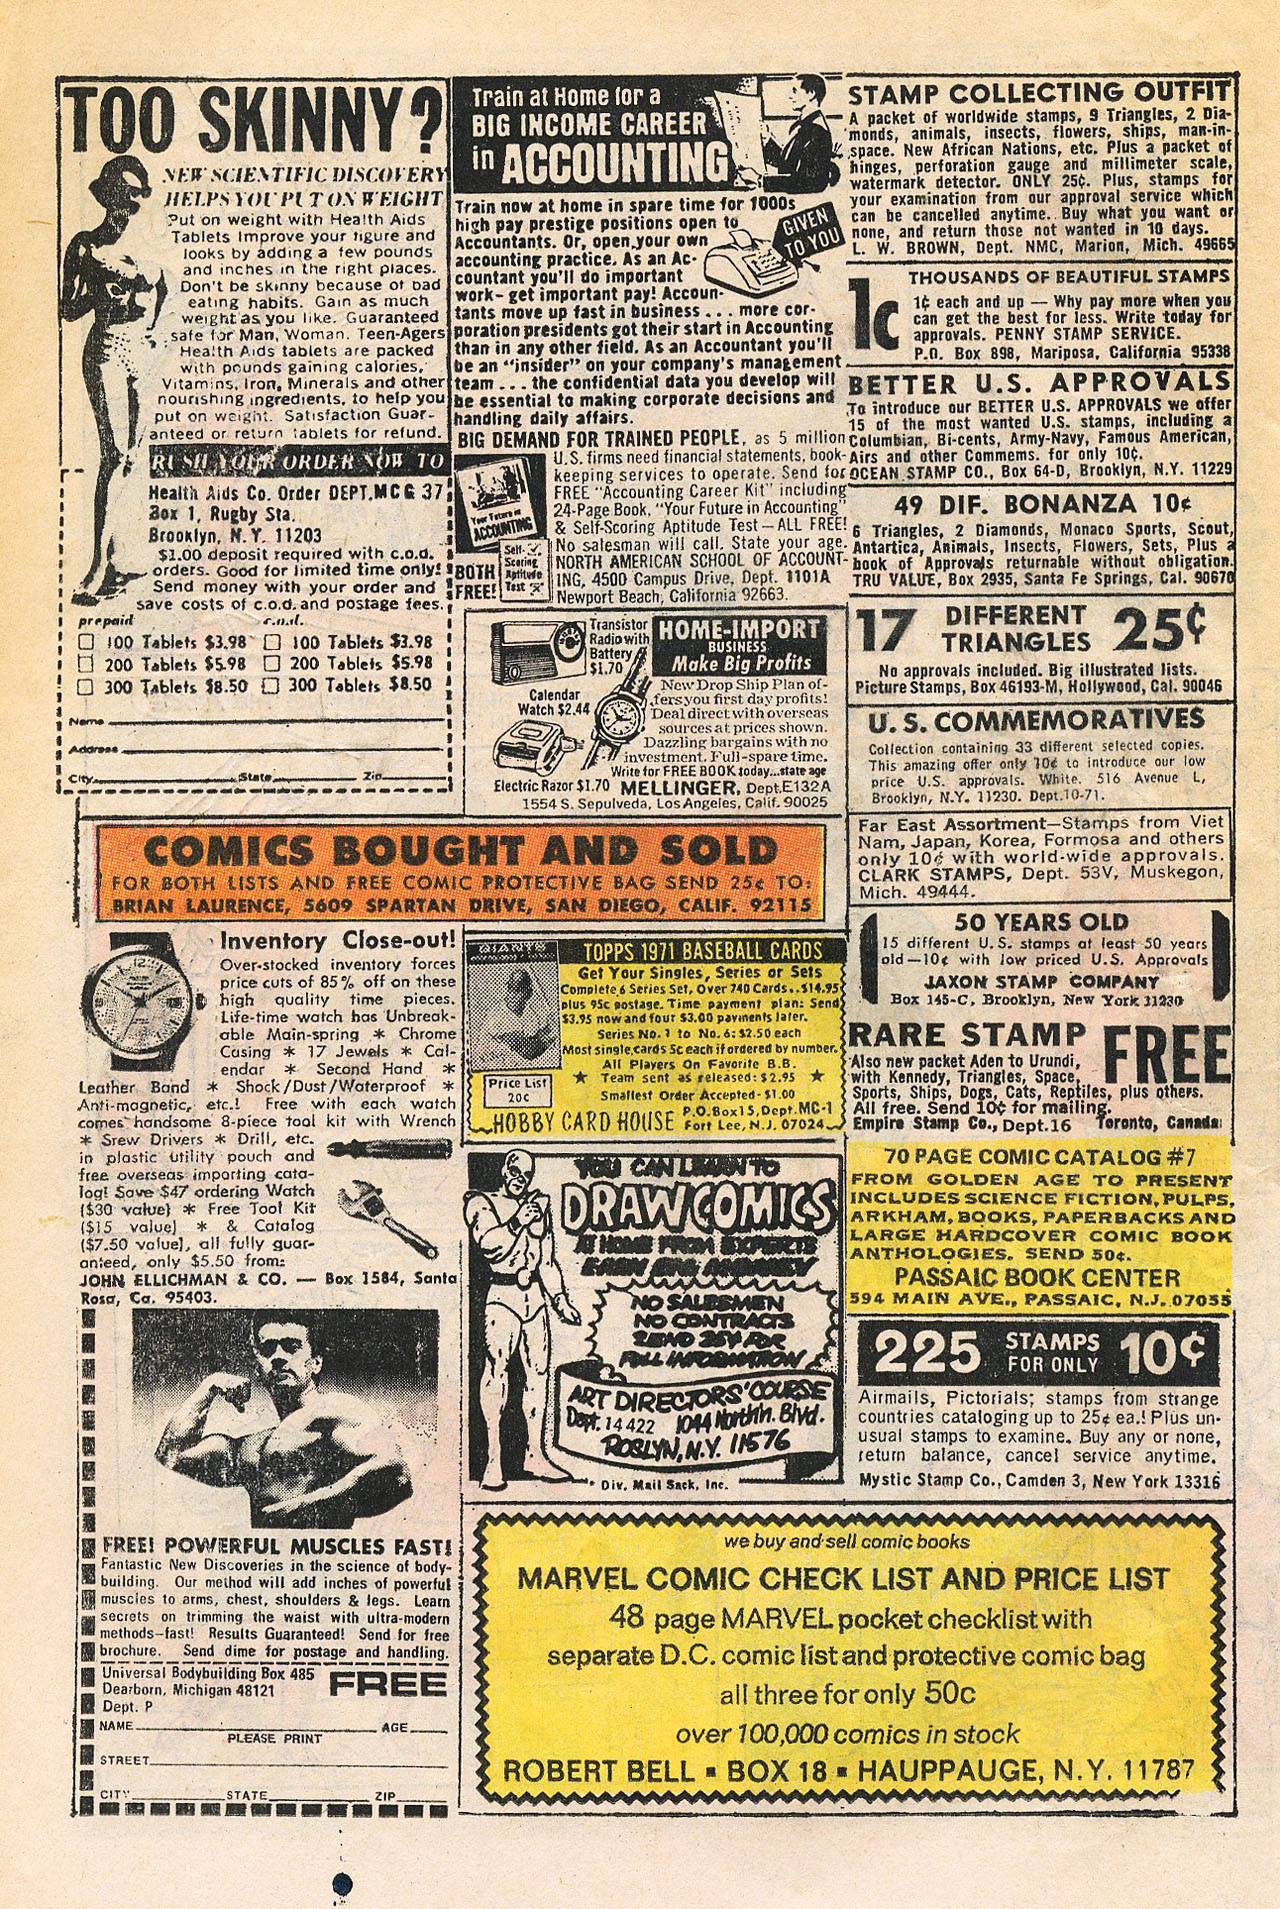 TOO SKINNY?
NEW SCIENTIFIC DISCOVERY
HELPS YOU PUT ON WEIGHT
Put on weight with Health Aids
Tablets Improve your figure and
looks by adding a few pounds
and inches in the right places.
Don't be skinny because of bad
eating habits. Gain as much
weight as you like. Guaranteed
safe for Man, Woman, Teen-Agers
Health Aids tablets are packed
with pounds gaining calories,
Vitamins, Iron, Minerals and other
nourishing ingredients, to help you
put on weight. Satisfaction Guar-
anteed or return tablets for refund.
RUSH YOUR ORDER NOW TO
Health Aids Co. Order DEPT. MCG 37
Box 1, Rugby Sta.
Brooklyn, N.Y. 11203
$1.00 deposit required with c.o.d.
orders. Good for limited time only!
Send money with your order and
save costs of c.o.d. and postage fees.
prepaid c.o.d.
100 Tablets $3.98 100 Tablets $3.98
200 Tablets $5.98 200 Tablets $5.98
300 Tablets $8.50 300 Tablets $8.50
Name
Address
City State Zip
Train at Home for a
BIG INCOME CAREER
in ACCOUNTING
Train now at home in spare time for 1000s
high pay prestige positions open to
Accountants. Or, open your own
accounting practice. As an Ac-
countant you'll do important
work– get important pay! Accoun-
tants move up fast in business . . . more cor-
poration presidents got their start in Accounting
than in any other field. As an Accountant you'll
be an "insider" on your company's management
team . . . the confidential data you develop will
be essential to making corporate decisions and
handling daily affairs.
GIVEN
TO YOU
BIG DEMAND FOR TRAINED PEOPLE, as 5 million
U.S. firms need financial statements, book-
keeping services to operate. Send for
FREE "Accounting Career Kit" including
24-Page Book, "Your Future in Accounting"
& Self-Scoring Aptitude Test – ALL FREE!
No salesman will call. State your age.
NORTH AMERICAN SCHOOL OF ACCOUNT-
ING, 4500 Campus Drive, Dept. 1101A
Newport Beach, California 92663.
Your Future in
ACCOUNTING
Self-
Scoring
Aptitude
Test
BOTH
FREE!
Transistor
Radio with
Battery
$1.70
Calendar
Watch $2.44
Electric Razor $1.70
HOME-IMPORT
BUSINESS
Make Big Profits
New Drop Ship Plan of-
fers you first day profits!
Deal direct with overseas
sources at prices shown.
Dazzling bargains with no
investment. Full-spare time.
Write for FREE BOOK today...state age
MELLINGER, Dept. E132A
1554 S. Sepulveda, Los Angeles, Calif. 90025
STAMP COLLECTING OUTFIT
A packet of worldwide stamps, 9 Triangles, 2 Dia-
monds, animals, insects, flowers, ships, man-in-
space. New African Nations, etc. Plus a packet of
hinges, perforation gauge and millimeter scale,
watermark detector. ONLY 25¢. Plus, stamps for
your examination from our approval service which
can be cancelled anytime. Buy what you want or
none, and return those not wanted in 10 days.
L. W. BROWN, Dept. NMC, Marion, Mich. 49665
1c
THOUSANDS OF BEAUTIFUL STAMPS
1¢ each and up — Why pay more when you
can get the best for less. Write today for
approvals. PENNY STAMP SERVICE.
P.O. Box 898, Mariposa, California 95338
BETTER U.S. APPROVALS
To introduce our BETTER U.S. APPROVALS we offer
15 of the most wanted U.S. stamps, including a
Columbian, Bi-cents, Army-Navy, Famous American,
Airs and other Commems. for only 10¢.
OCEAN STAMP CO., Box 64-D, Brooklyn, N.Y. 11229
49 DIF. BONANZA 10¢
6 Triangles, 2 Diamonds, Monaco Sports, Scout,
Antartica, Animals, Insects, Flowers, Sets, Plus a
book of Approvals returnable without obligation.
TRU VALUE, Box 2935, Santa Fe Springs, Cal. 90670
17 DIFFERENT
TRIANGLES 25¢
No approvals included. Big illustrated lists.
Picture Stamps, Box 46193-M, Hollywood, Cal. 90046
U. S. COMMEMORATIVES
Collection containing 33 different selected copies.
This amazing offer only 10¢ to introduce our low
price U.S. approvals. White. 516 Avenue L,
Brooklyn, N.Y. 11230. Dept.10-71.
Far East Assortment—Stamps from Viet
Nam, Japan, Korea, Formosa and others
only 10¢ with world-wide approvals.
CLARK STAMPS, Dept. 53V, Muskegon,
Mich. 49444.
50 YEARS OLD
15 different U.S. stamps at least 50 years
old—10¢ with low priced U.S. Approvals
JAXON STAMP COMPANY
Box 145-C, Brooklyn, New York 11230
RARE STAMP FREE
Also new packet Aden to Urundi,
with Kennedy, Triangles, Space,
Sports, Ships, Dogs, Cats, Reptiles, plus others.
All free. Send 10¢ for mailing.
Empire Stamp Co., Dept. 16 Toronto, Canada
70 PAGE COMIC CATALOG #7
FROM GOLDEN AGE TO PRESENT
INCLUDES SCIENCE FICTION, PULPS,
ARKHAM, BOOKS, PAPERBACKS AND
LARGE HARDCOVER COMIC BOOK
ANTHOLOGIES. SEND 50¢.
PASSAIC BOOK CENTER
594 MAIN AVE., PASSAIC, N.J. 07055
225 STAMPS
FOR ONLY 10¢
Airmails, Pictorials; stamps from strange
countries cataloging up to 25¢ ea.! Plus un-
usual stamps to examine. Buy any or none,
return balance, cancel service anytime.
Mystic Stamp Co., Camden 3, New York 13316
COMICS BOUGHT AND SOLD
FOR BOTH LISTS AND FREE COMIC PROTECTIVE BAG SEND 25¢ TO:
BRIAN LAURENCE, 5609 SPARTAN DRIVE, SAN DIEGO, CALIF. 92115
Inventory Close-out!
Over-stocked inventory forces
price cuts of 85% off on these
high quality time pieces.
Life-time watch has Unbreak-
able Main-spring * Chrome
Casing * 17 Jewels * Cal-
endar * Second Hand *
Leather Band * Shock/Dust/Waterproof *
Anti-magnetic, etc.! Free with each watch
comes handsome 8-piece tool kit with Wrench
* Srew Drivers * Drill, etc.
in plastic utility pouch and
free overseas importing cata-
log! Save $47 ordering Watch
($30 value) * Free Tool Kit
($15 value) * & Catalog
($7.50 value), all fully guar-
anteed, only $5.50 from:
JOHN ELLICHMAN & CO. — Box 1584, Santa
Rosa, Ca. 95403.
GIANTS
TOPPS 1971 BASEBALL CARDS
Get Your Singles, Series or Sets
Complete 6 Series Set, Over 740 Cards..$14.95
plus 95c postage. Time payment plan: Send
$3.95 now and four $3.00 payments later.
Series No. 1 to No. 6: $2.50 each
Most single cards 5c each if ordered by number.
All Players On Favorite B.B.
Team sent as released: $2.95
Smallest Order Accepted - $1.00
Price List
20¢
HOBBY CARD HOUSE P.O. Box 15, Dept. MC-1
Fort Lee, N.J. 07024
YOU CAN LEARN TO
DRAW COMICS
AT HOME FROM EXPERTS
EARN BIG MONEY
NO SALESMEN
NO CONTRACTS
SEND 25¢ FOR
FULL INFORMATION
ART DIRECTORS' COURSE
Dept. 14422 1044 Northn. Blvd.
ROSLYN, N.Y. 11576
Div. Mail Sack, Inc.
FREE! POWERFUL MUSCLES FAST!
Fantastic New Discoveries in the science of body-
building. Our method will add inches of powerful
muscles to arms, chest, shoulders & legs. Learn
secrets on trimming the waist with ultra-modern
methods–fast! Results Guaranteed! Send for free
brochure. Send dime for postage and handling.
Universal Bodybuilding Box 485
Dearborn, Michigan 48121
Dept. P
FREE
NAME AGE
PLEASE PRINT
STREET
CITY STATE ZIP
we buy and sell comic books
MARVEL COMIC CHECK LIST AND PRICE LIST
48 page MARVEL pocket checklist with
separate D.C. comic list and protective comic bag
all three for only 50c
over 100,000 comics in stock
ROBERT BELL ▪ BOX 18 ▪ HAUPPAUGE, N.Y. 11787